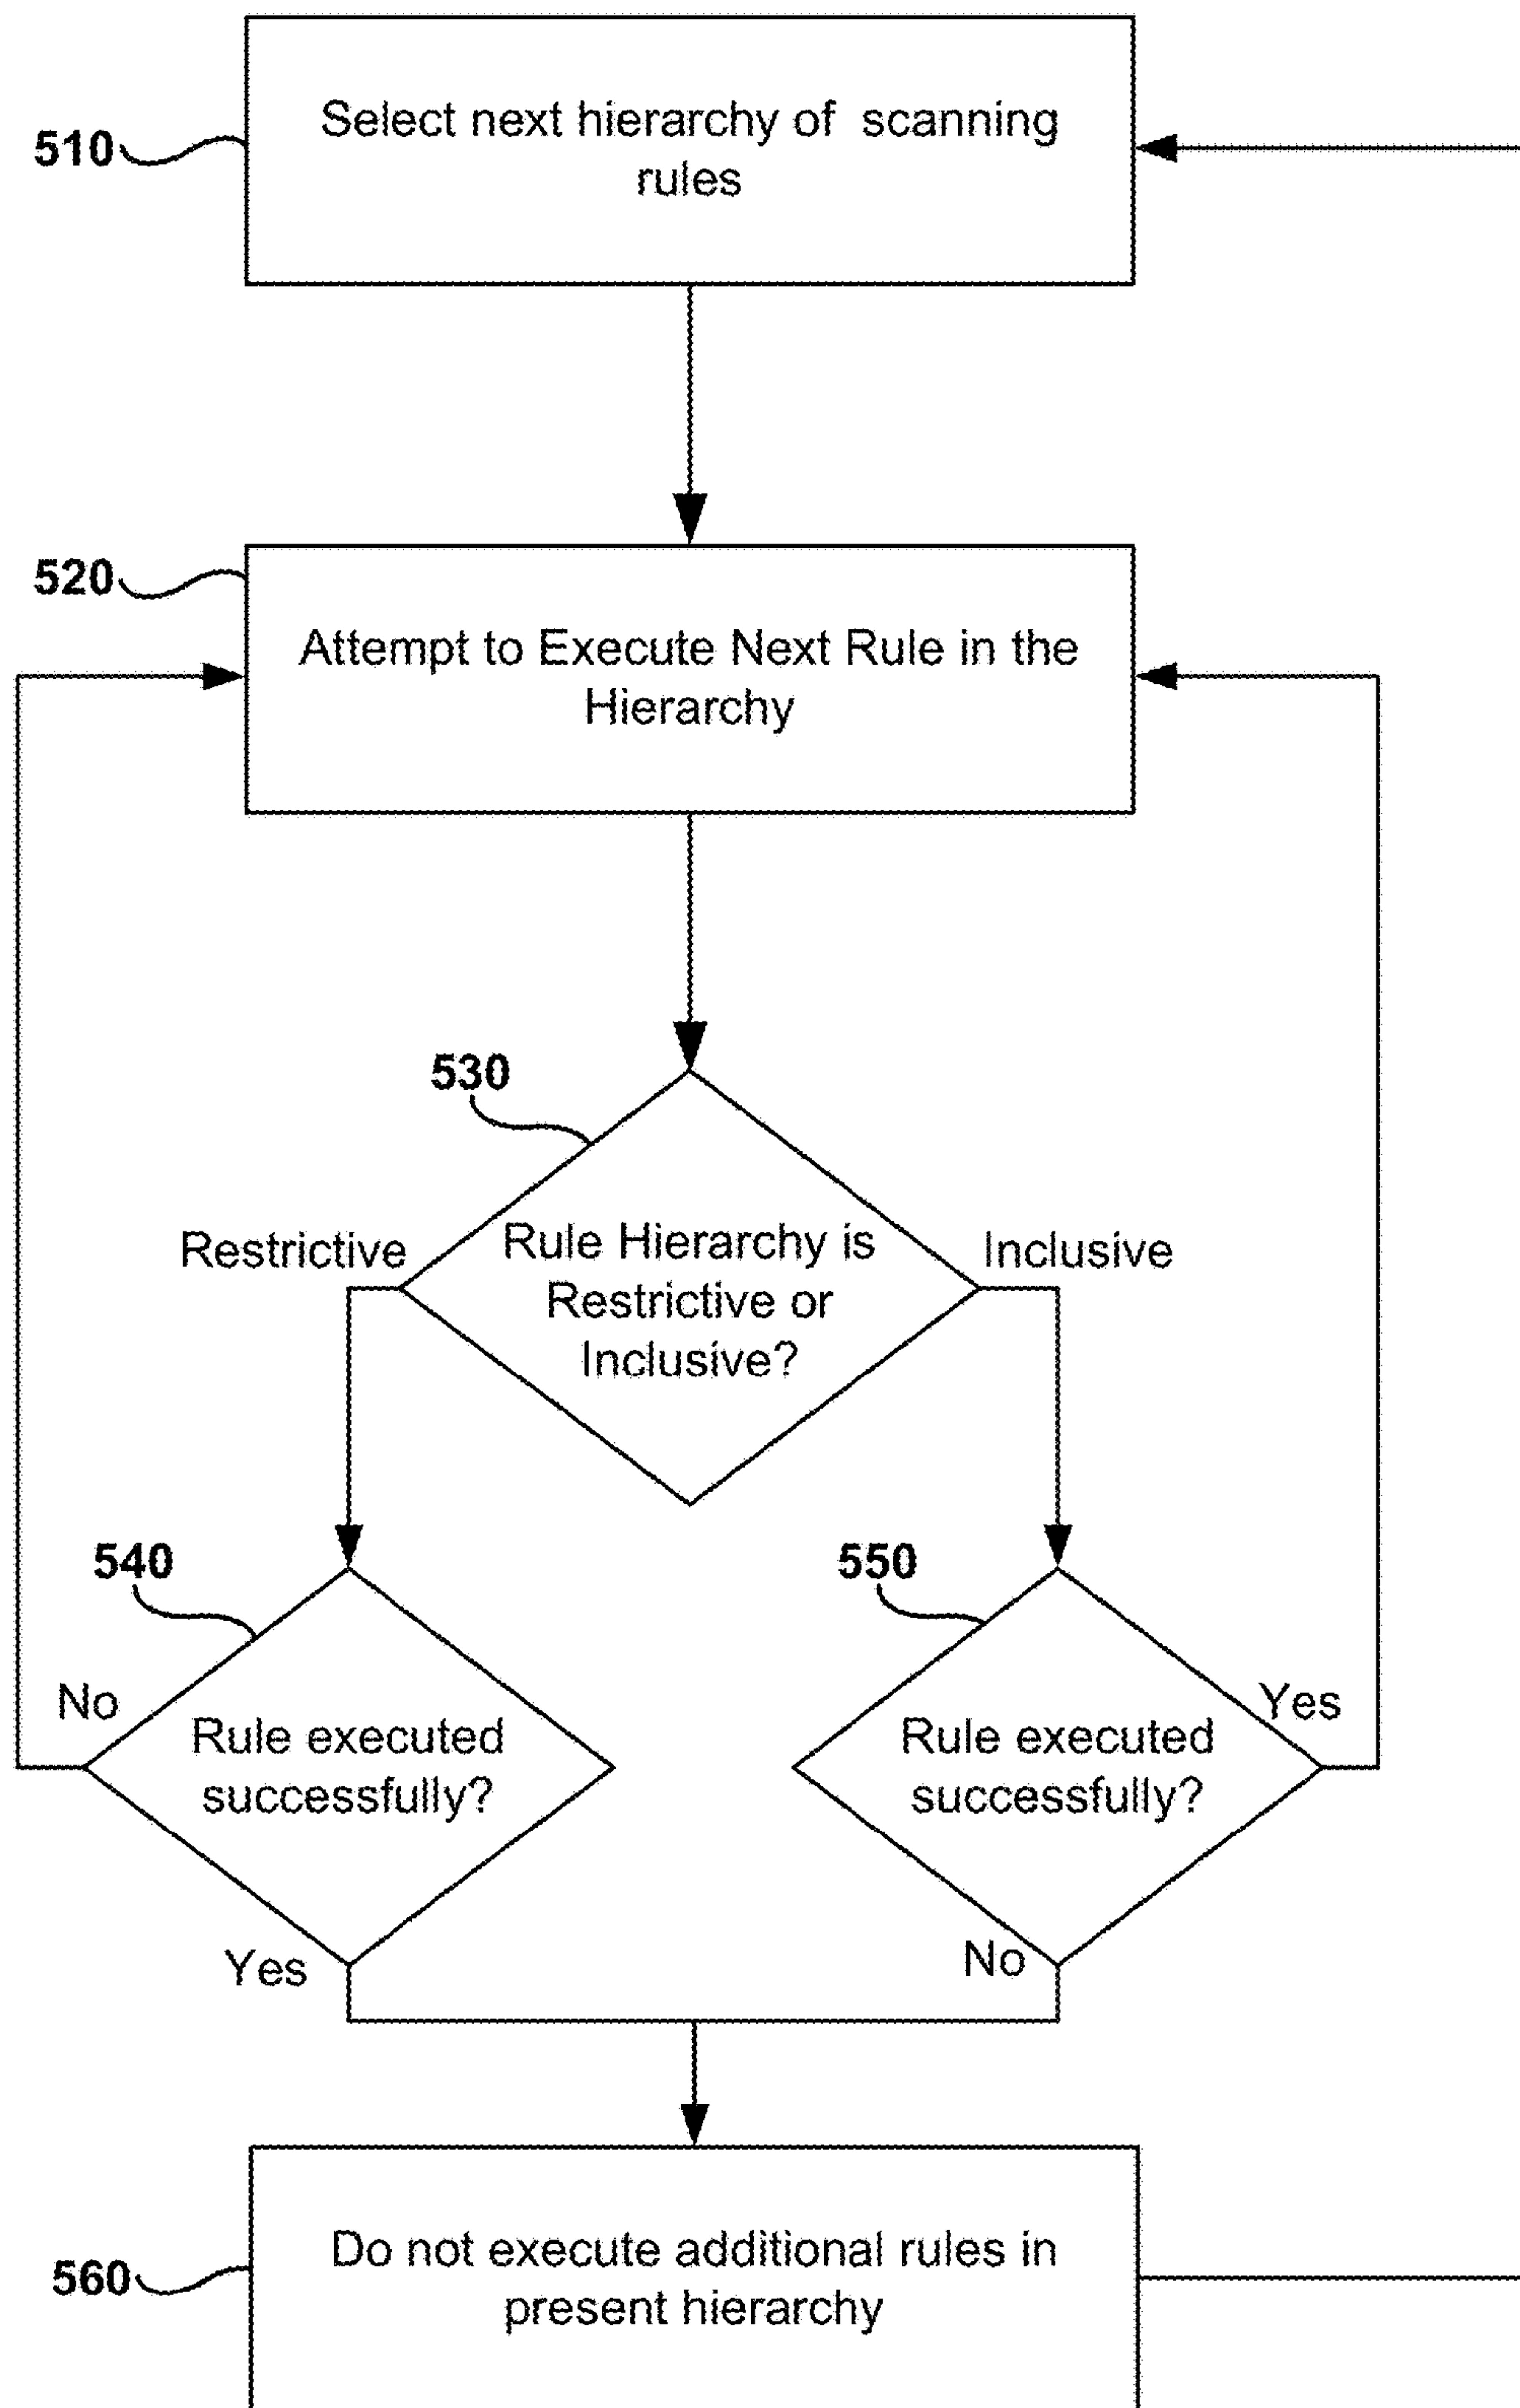 510
Select next hierarchy of scanning
rules
520
Attempt to Execute Next Rule in the
Hierarchy
530
Restrictive
Rule Hierarchy is
Restrictive or
Inclusive?
Inclusive
540
550
No
Rule executed
successfully?
Yes
Rule executed
successfully?
Yes
No
560
Do not execute additional rules in
present hierarchy